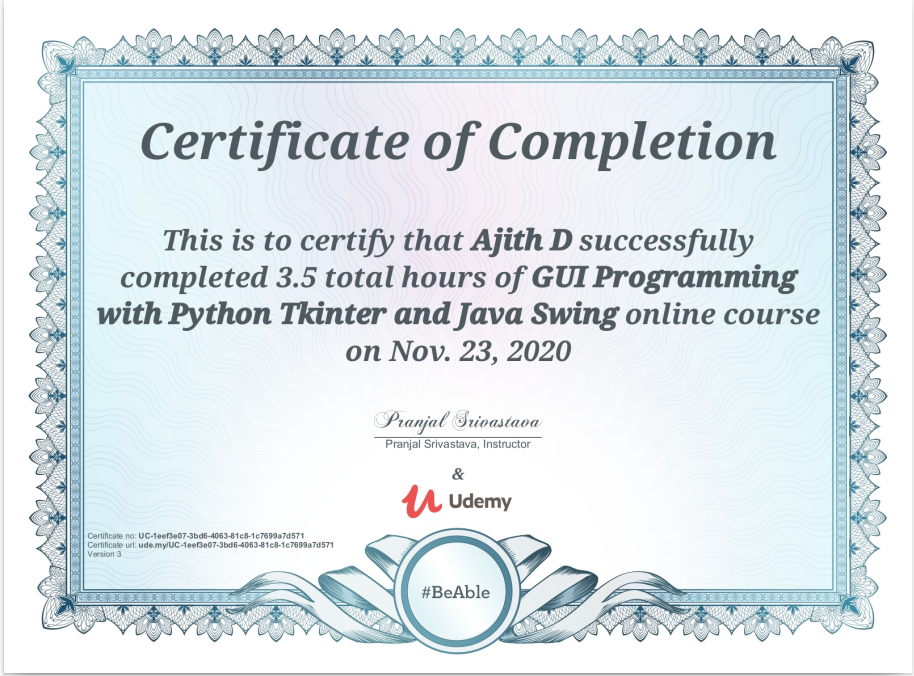 Certificate of Completion
This is to certify that Ajith D successfully
completed 3.5 total hours of GUI Programming
with Python Tkinter and Java Swing online course
on Nov. 23, 2020
Pranjal Srivastava
Pranjal Srivastava, Instructor
&
Udemy
Certificate no: UC-1eef3e07-3bd6-4063-81c8-1c7699a7d571
Certificate url: ude.my/UC-1eef3e07-3bd6-4063-81c8-1c7699a7d571
Version 3
#BeAble